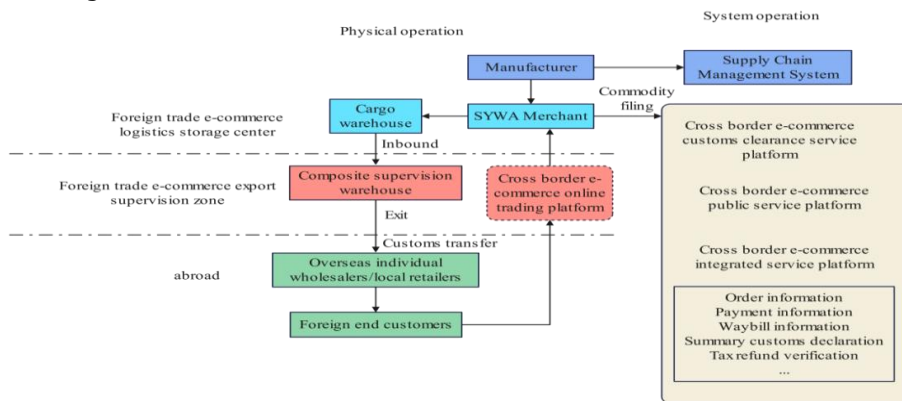 System operation
Physical operation
Manufacturer
Supply Chain
Management System
Commodity
filing
Foreign trade e-commerce
logistics storage center
Cargo
warehouse
SYWA Merchant
Inbound
Cross border e-commerce
customs clearance service
platform
Foreign trade e-commerce export
supervision zone
Composite supervision
warehouse
Cross border e-
commerce online
trading platform
Cross border e-commerce
public service platform
Exit
Customs transfer
abroad
Overseas individual
wholesalers/local retailers
Cross border e-commerce
integrated service platform
Foreign end customers
Order information
Payment information
Waybill information
Summary customs declaration
Tax refund verification
...